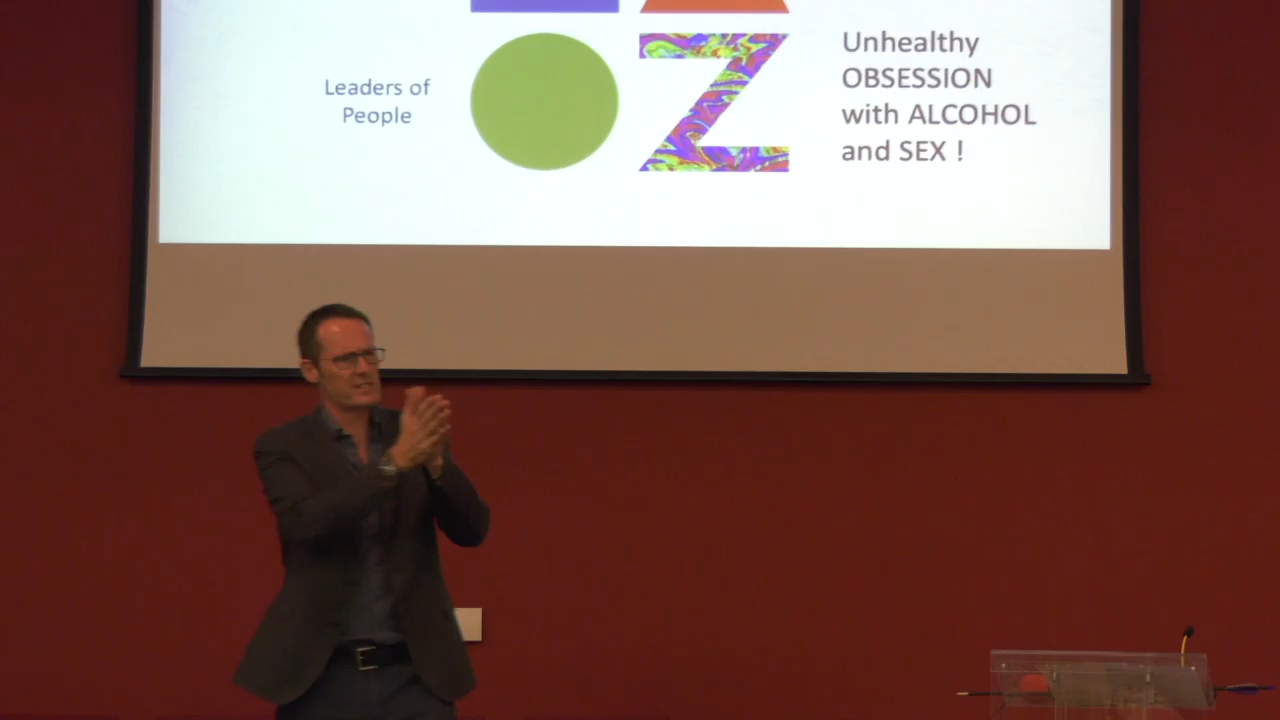 Leaders of
People
Unhealthy
OBSESSION
with ALCOHOL
and SEX !